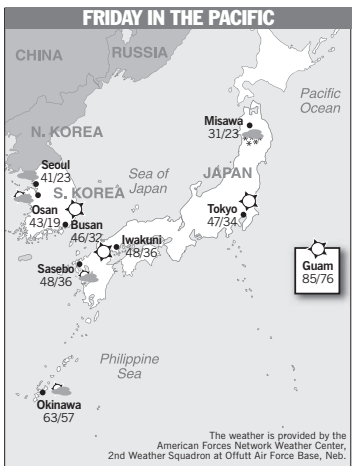 FRIDAY IN THE PACIFIC
CHINA
RUSSIA
Pacific
Ocean
Misawa
31/23
N. KOREA
Seoul
41/23
Sea of
Japan
JAPAN
S. KOREA
Osan
43/19
Busan
46/32
Tokyo
47/34
Iwakuni
48/36
Sasebo
48/36
Guam
85/76
Philippine
Sea
Okinawa
63/57
The weather is provided by the
American Forces Network Weather Center,
2nd Weather Squadron at Offutt Air Force Base, Neb.